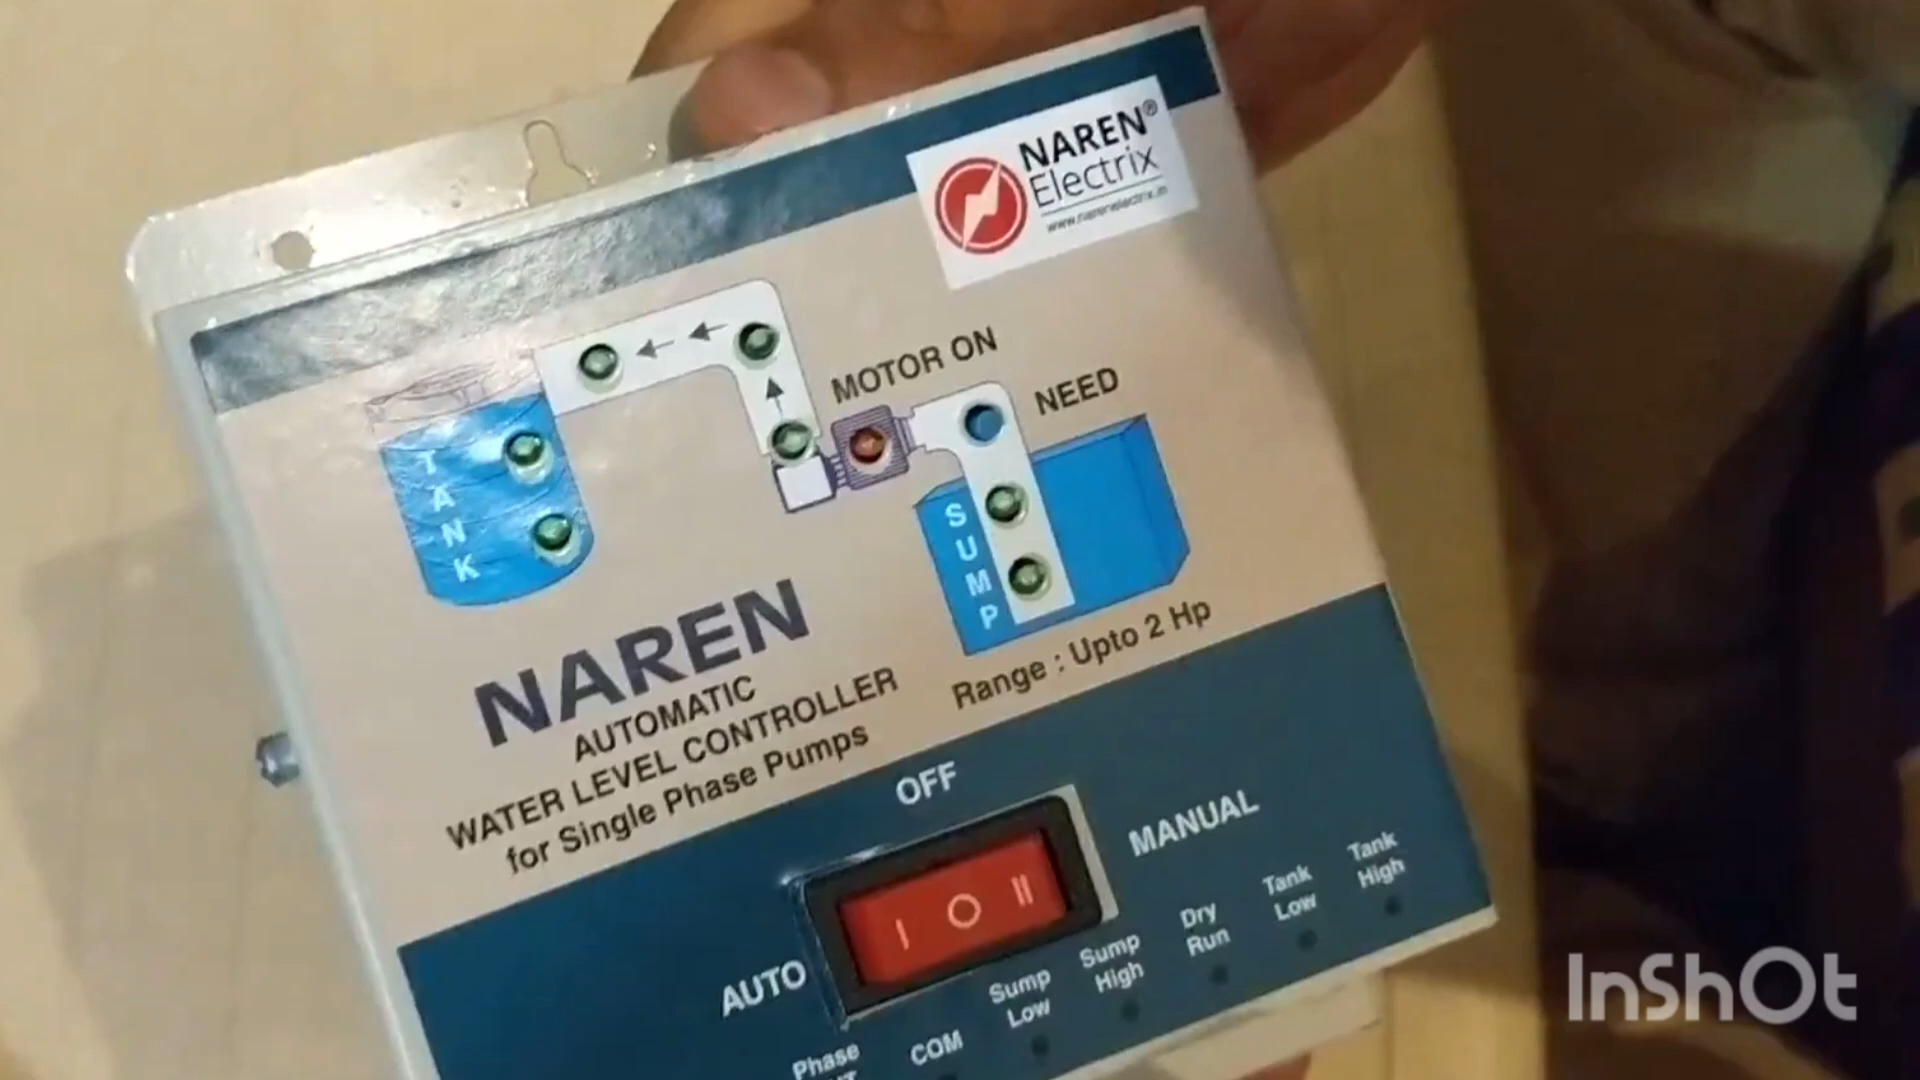 NAREN®
Electrix
www.narenelectrix.in
MOTOR ON
NEED
TANK
SUMP
NAREN
AUTOMATIC
WATER LEVEL CONTROLLER
for Single Phase Pumps
Range : Upto 2 Hp
OFF
MANUAL
AUTO
I O II
Phase
COM
Sump
Low
Sump
High
Dry
Run
Tank
Low
Tank
High
InShOt